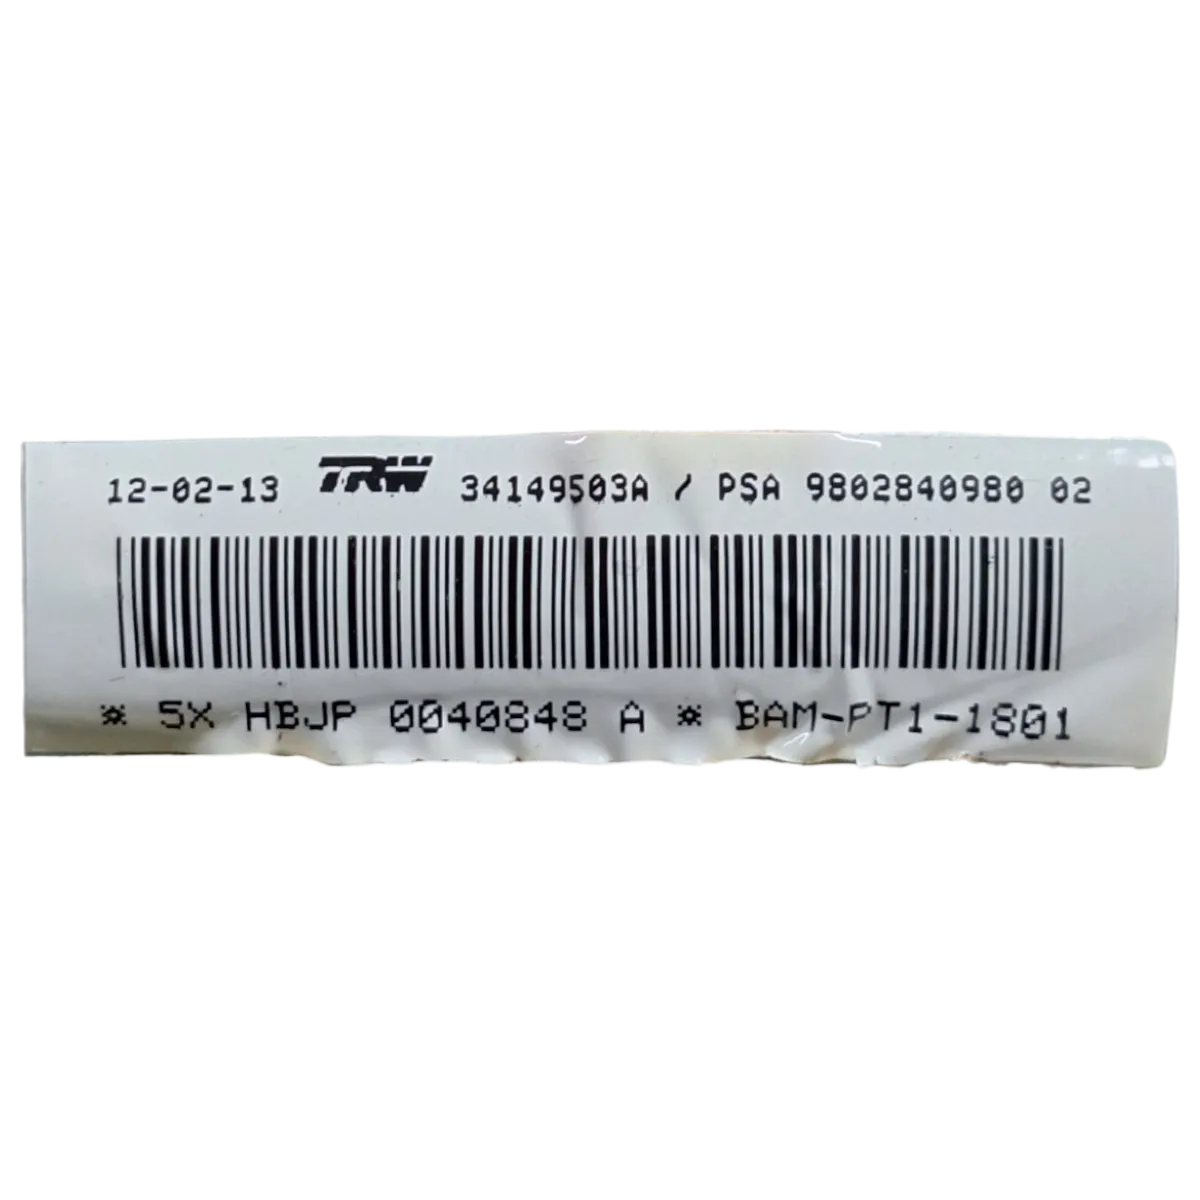 12-02-13 TRW 34149503A / PSA 9802840980 02
* 5X HBJP 0040848 A * BAM-PT1-1801